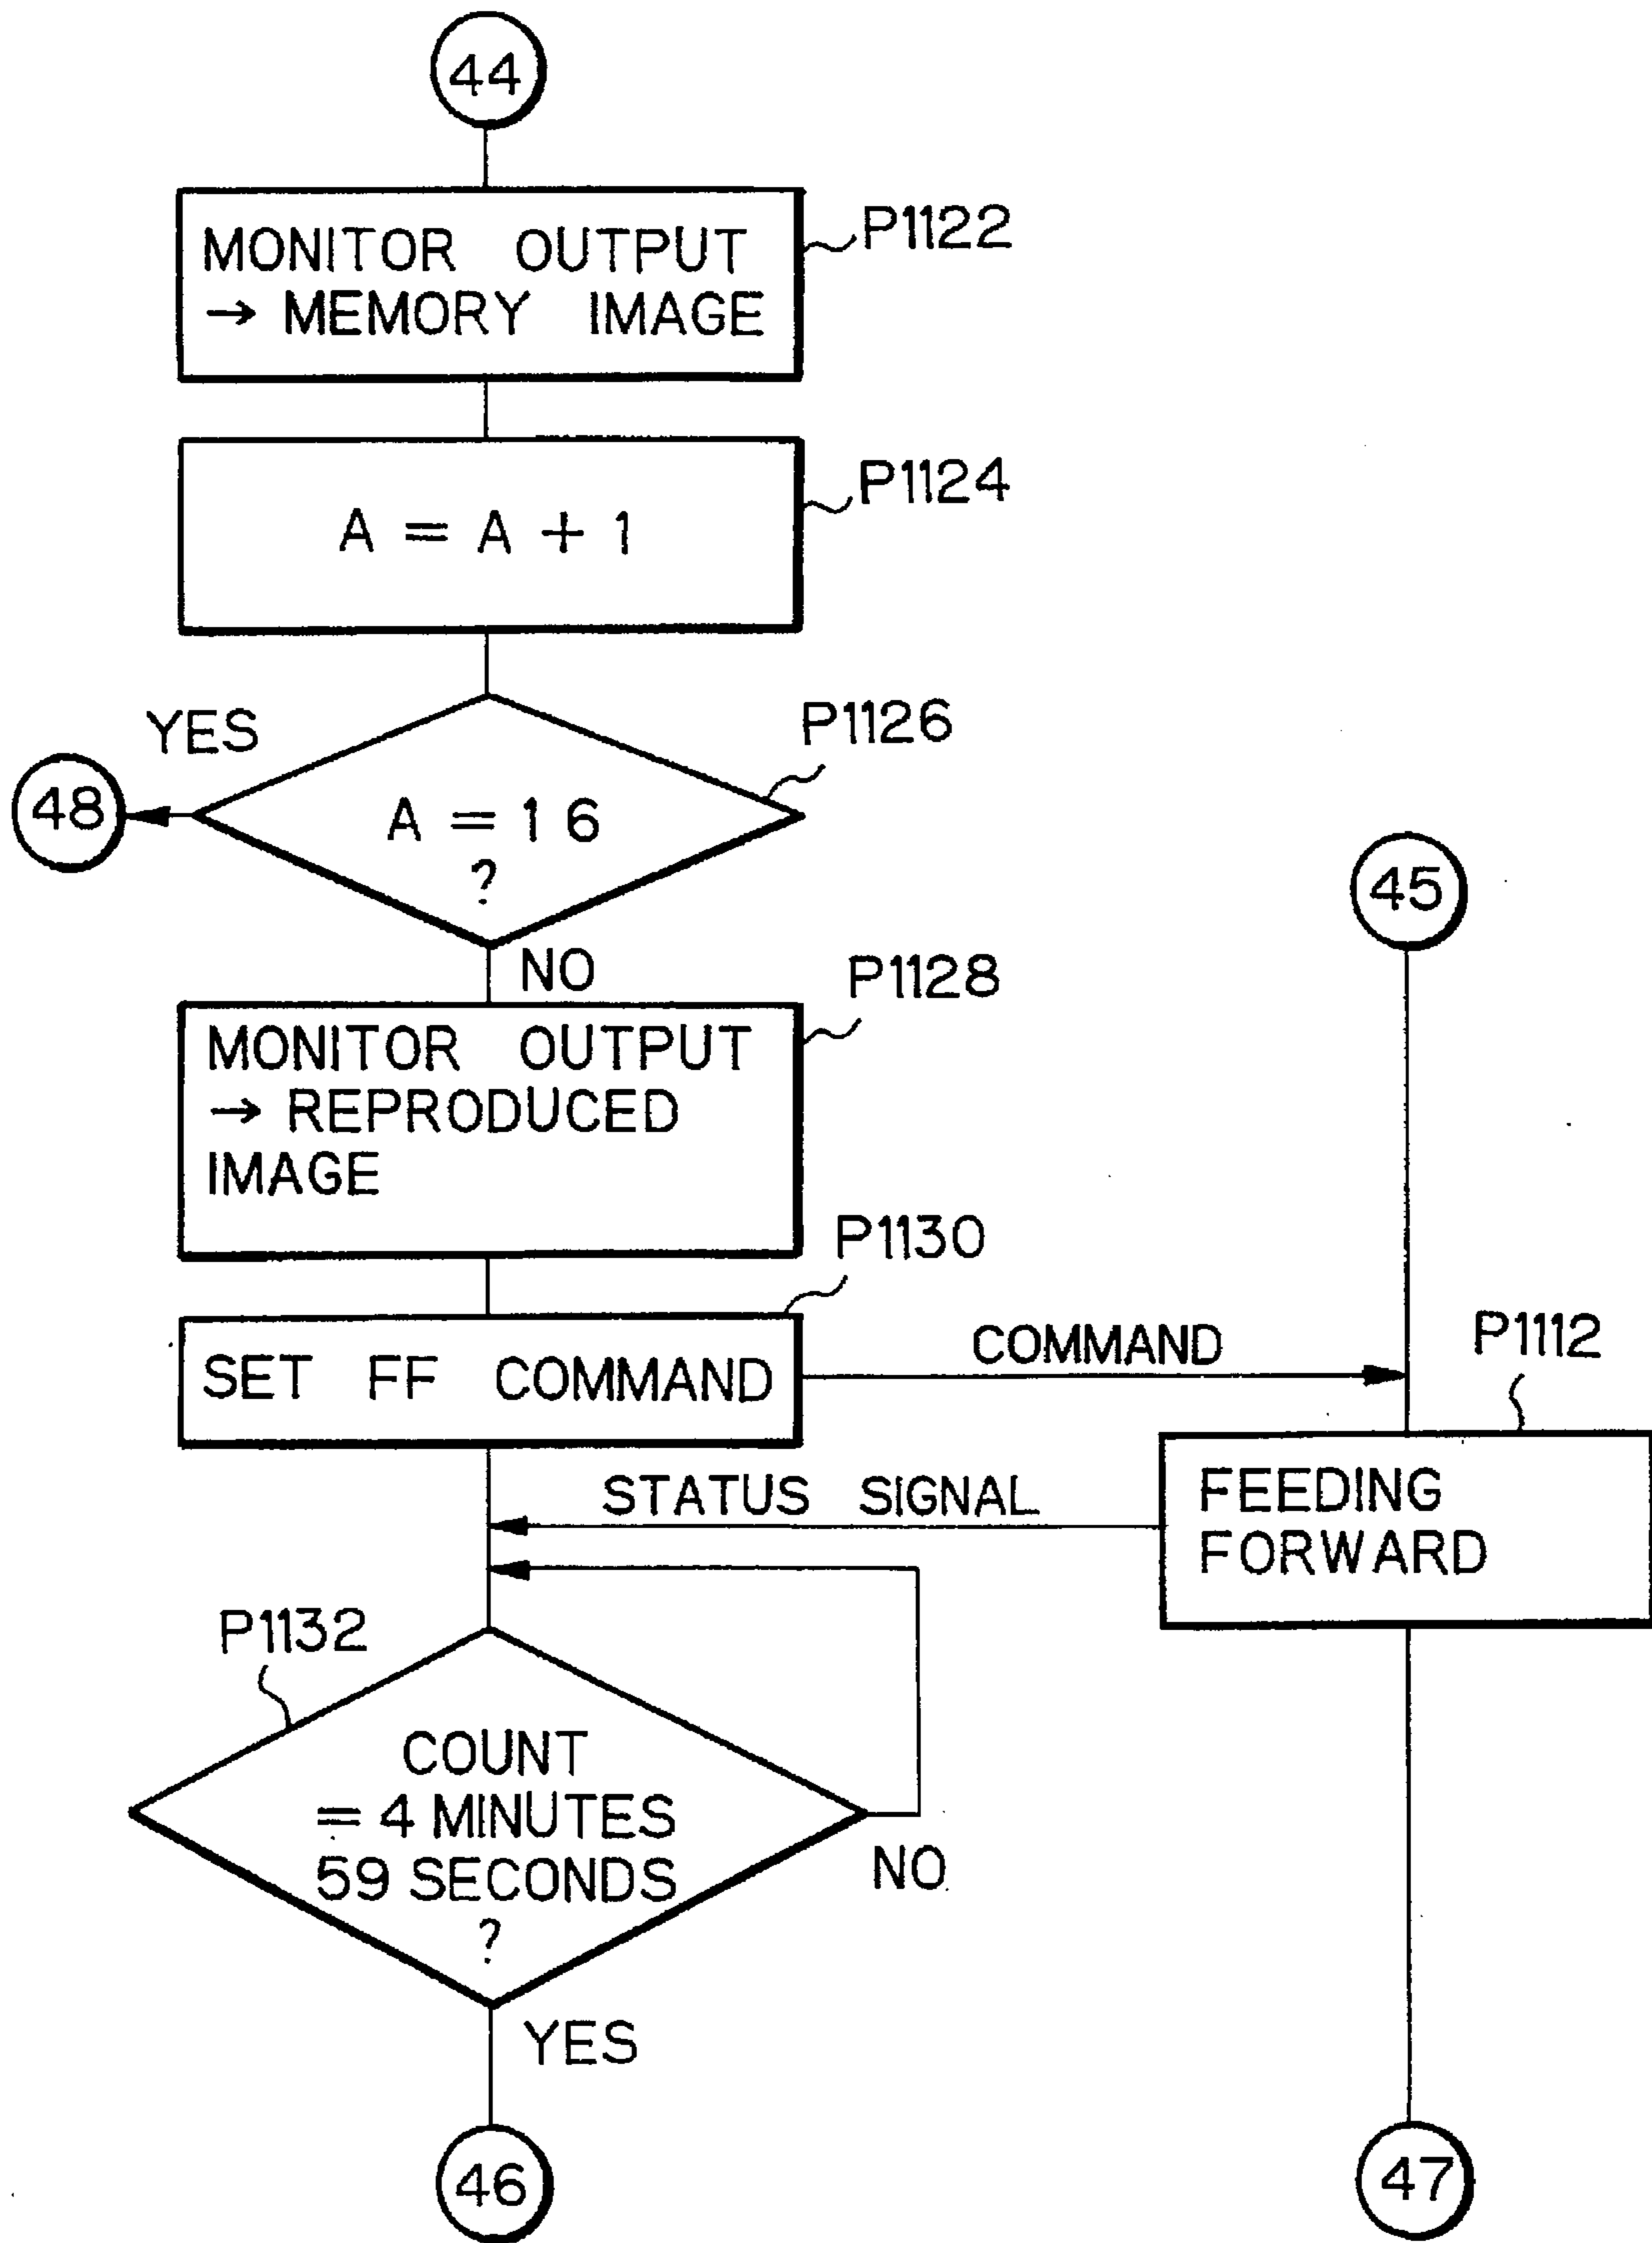 44
MONITOR OUTPUT
→ MEMORY IMAGE
P1122
A = A + 1
P1124
YES
P1126
48
A = 16
?
45
NO
P1128
MONITOR OUTPUT
→ REPRODUCED
IMAGE
P1130
SET FF COMMAND
COMMAND
P1112
STATUS SIGNAL
FEEDING
FORWARD
P1132
COUNT
= 4 MINUTES
59 SECONDS
?
NO
YES
46
47